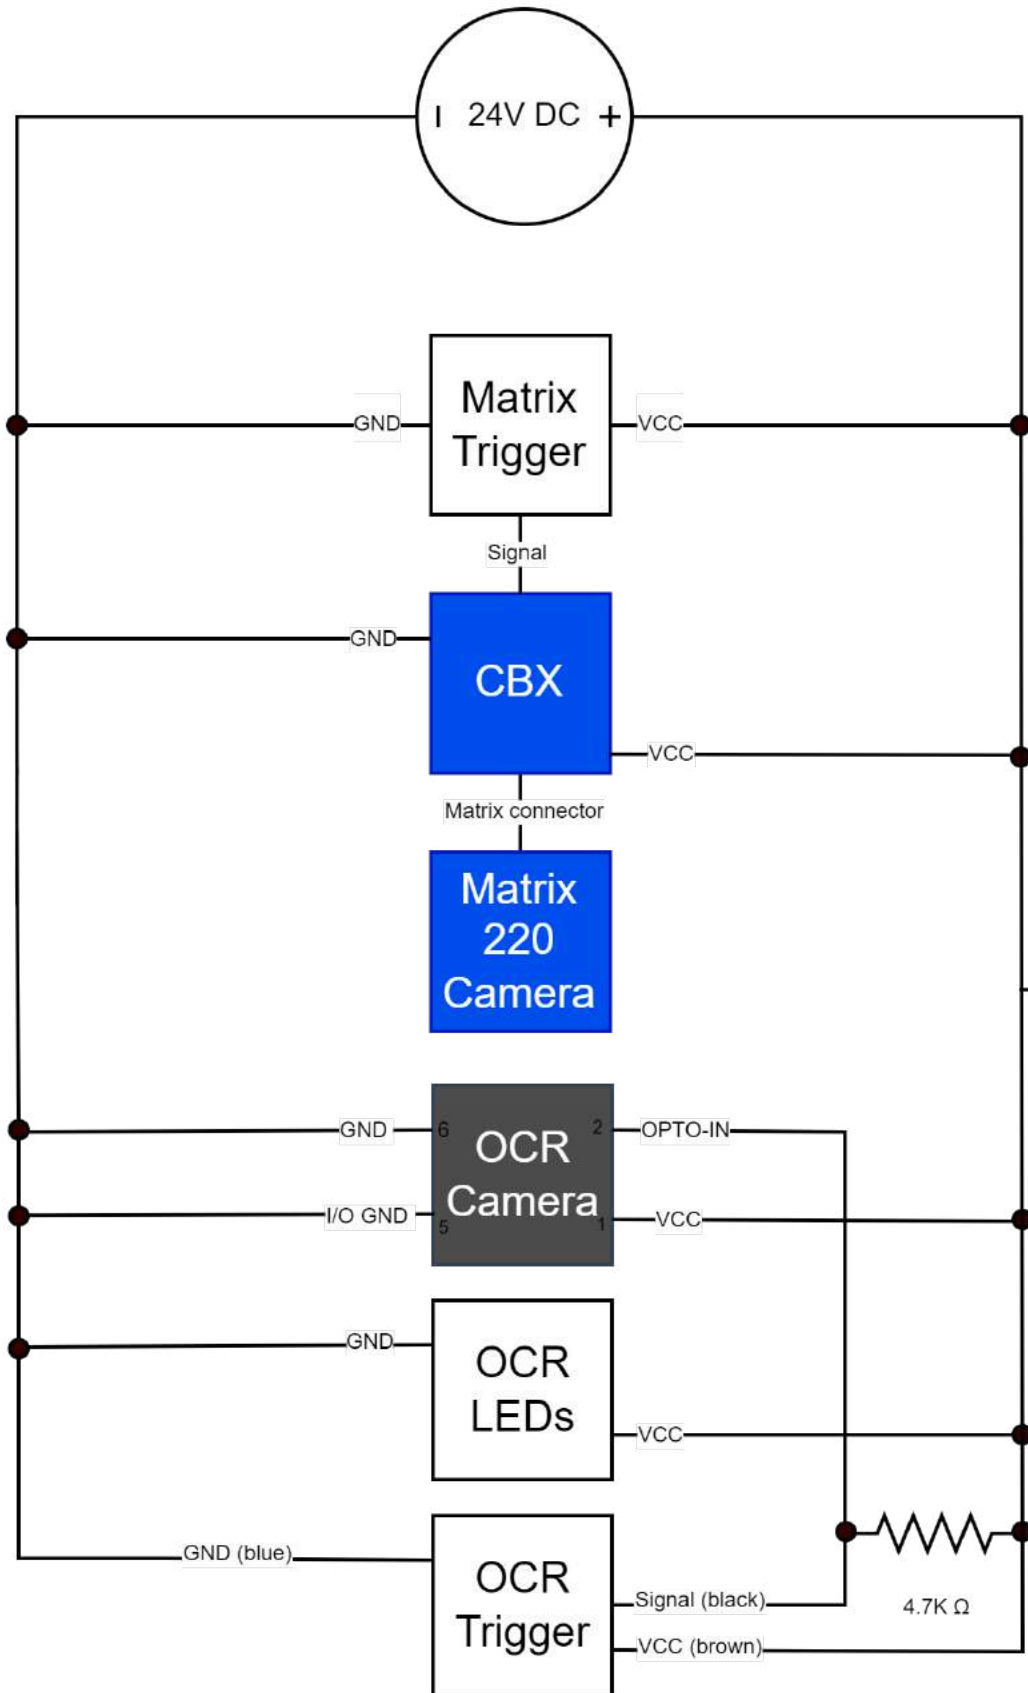 24V DC
Matrix
Trigger
GND
VCC
Signal
CBX
GND
VCC
Matrix connector
Matrix
220
Camera
GND
6
2
OPTO-IN
OCR
Camera
I/O GND
5
1
VCC
GND
OCR
LEDs
VCC
GND (blue)
OCR
Trigger
Signal (black)
4.7K Ω
VCC (brown)